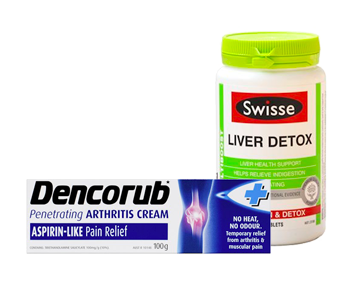 Swisse
LIVER DETOX
LIVER HEALTH SUPPORT
HELPS RELIEVE INDIGESTION
& DETOX
TABLETS
Dencorub
Penetrating ARTHRITIS CREAM
ASPIRIN-LIKE Pain Relief
100g
NO HEAT,
NO ODOUR.
Temporary relief
from arthritis &
muscular pain